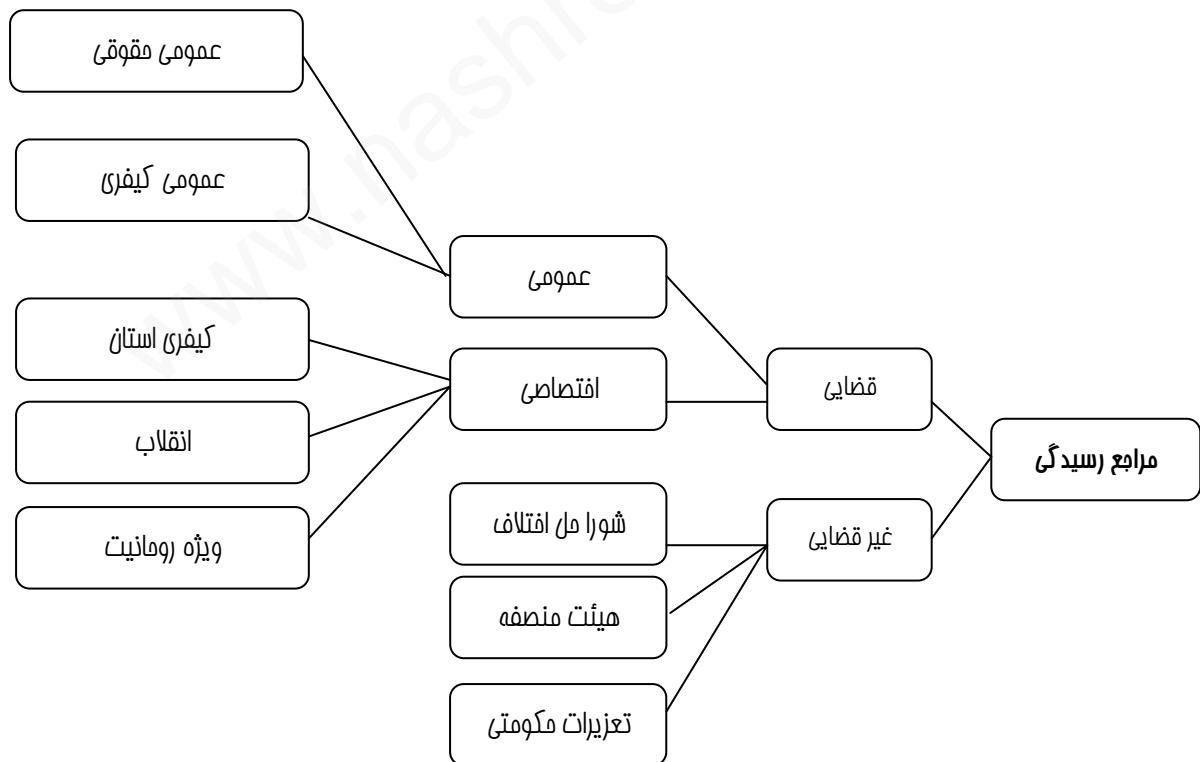 مراجع رسیدگی
قضایی
عمومی
عمومی حقوقی
عمومی کیفری
اختصاصی
کیفری استان
انقلاب
ویژه روحانیت
غیر قضایی
شورا حل اختلاف
هیئت منصفه
تعزیرات حکومتی